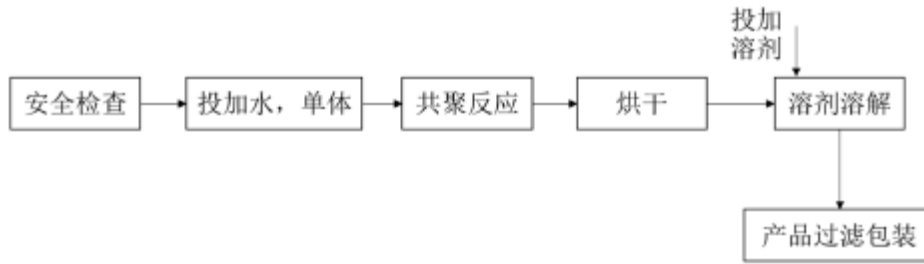 投加
溶剂
安全检查
投加水，单体
共聚反应
烘干
溶剂溶解
产品过滤包装